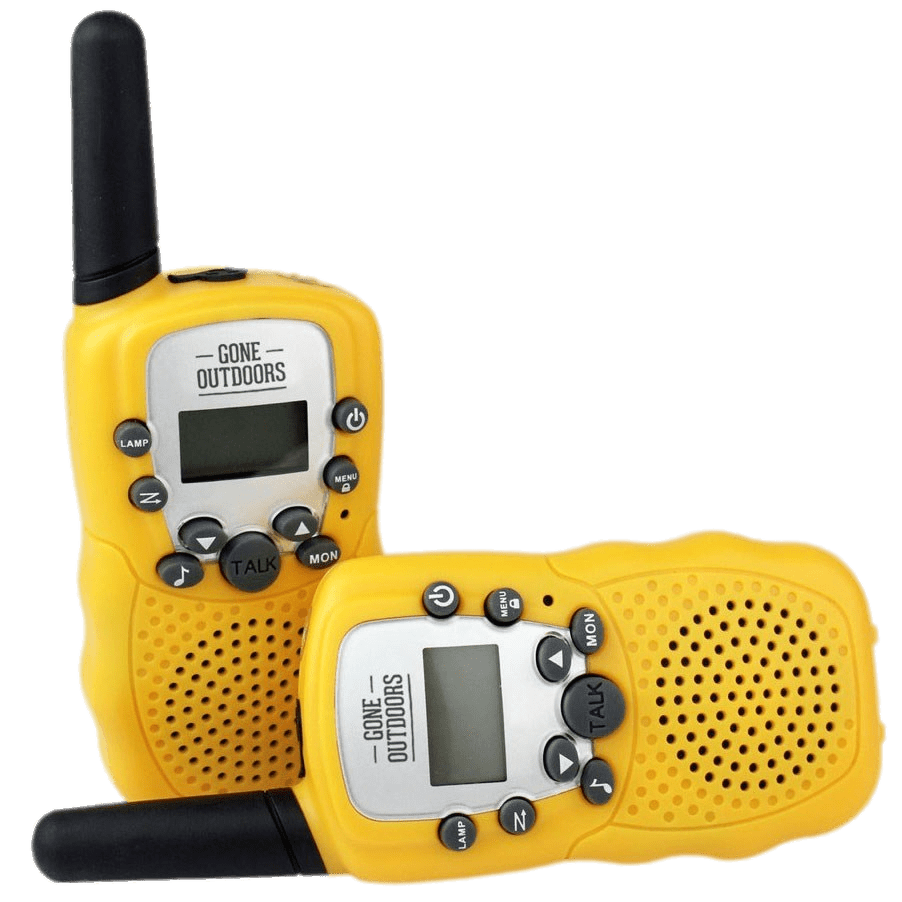 — GONE —
OUTDOORS
LAMP
MENU
TALK
MON
MENU
MON
TALK
— GONE —
OUTDOORS
LAMP